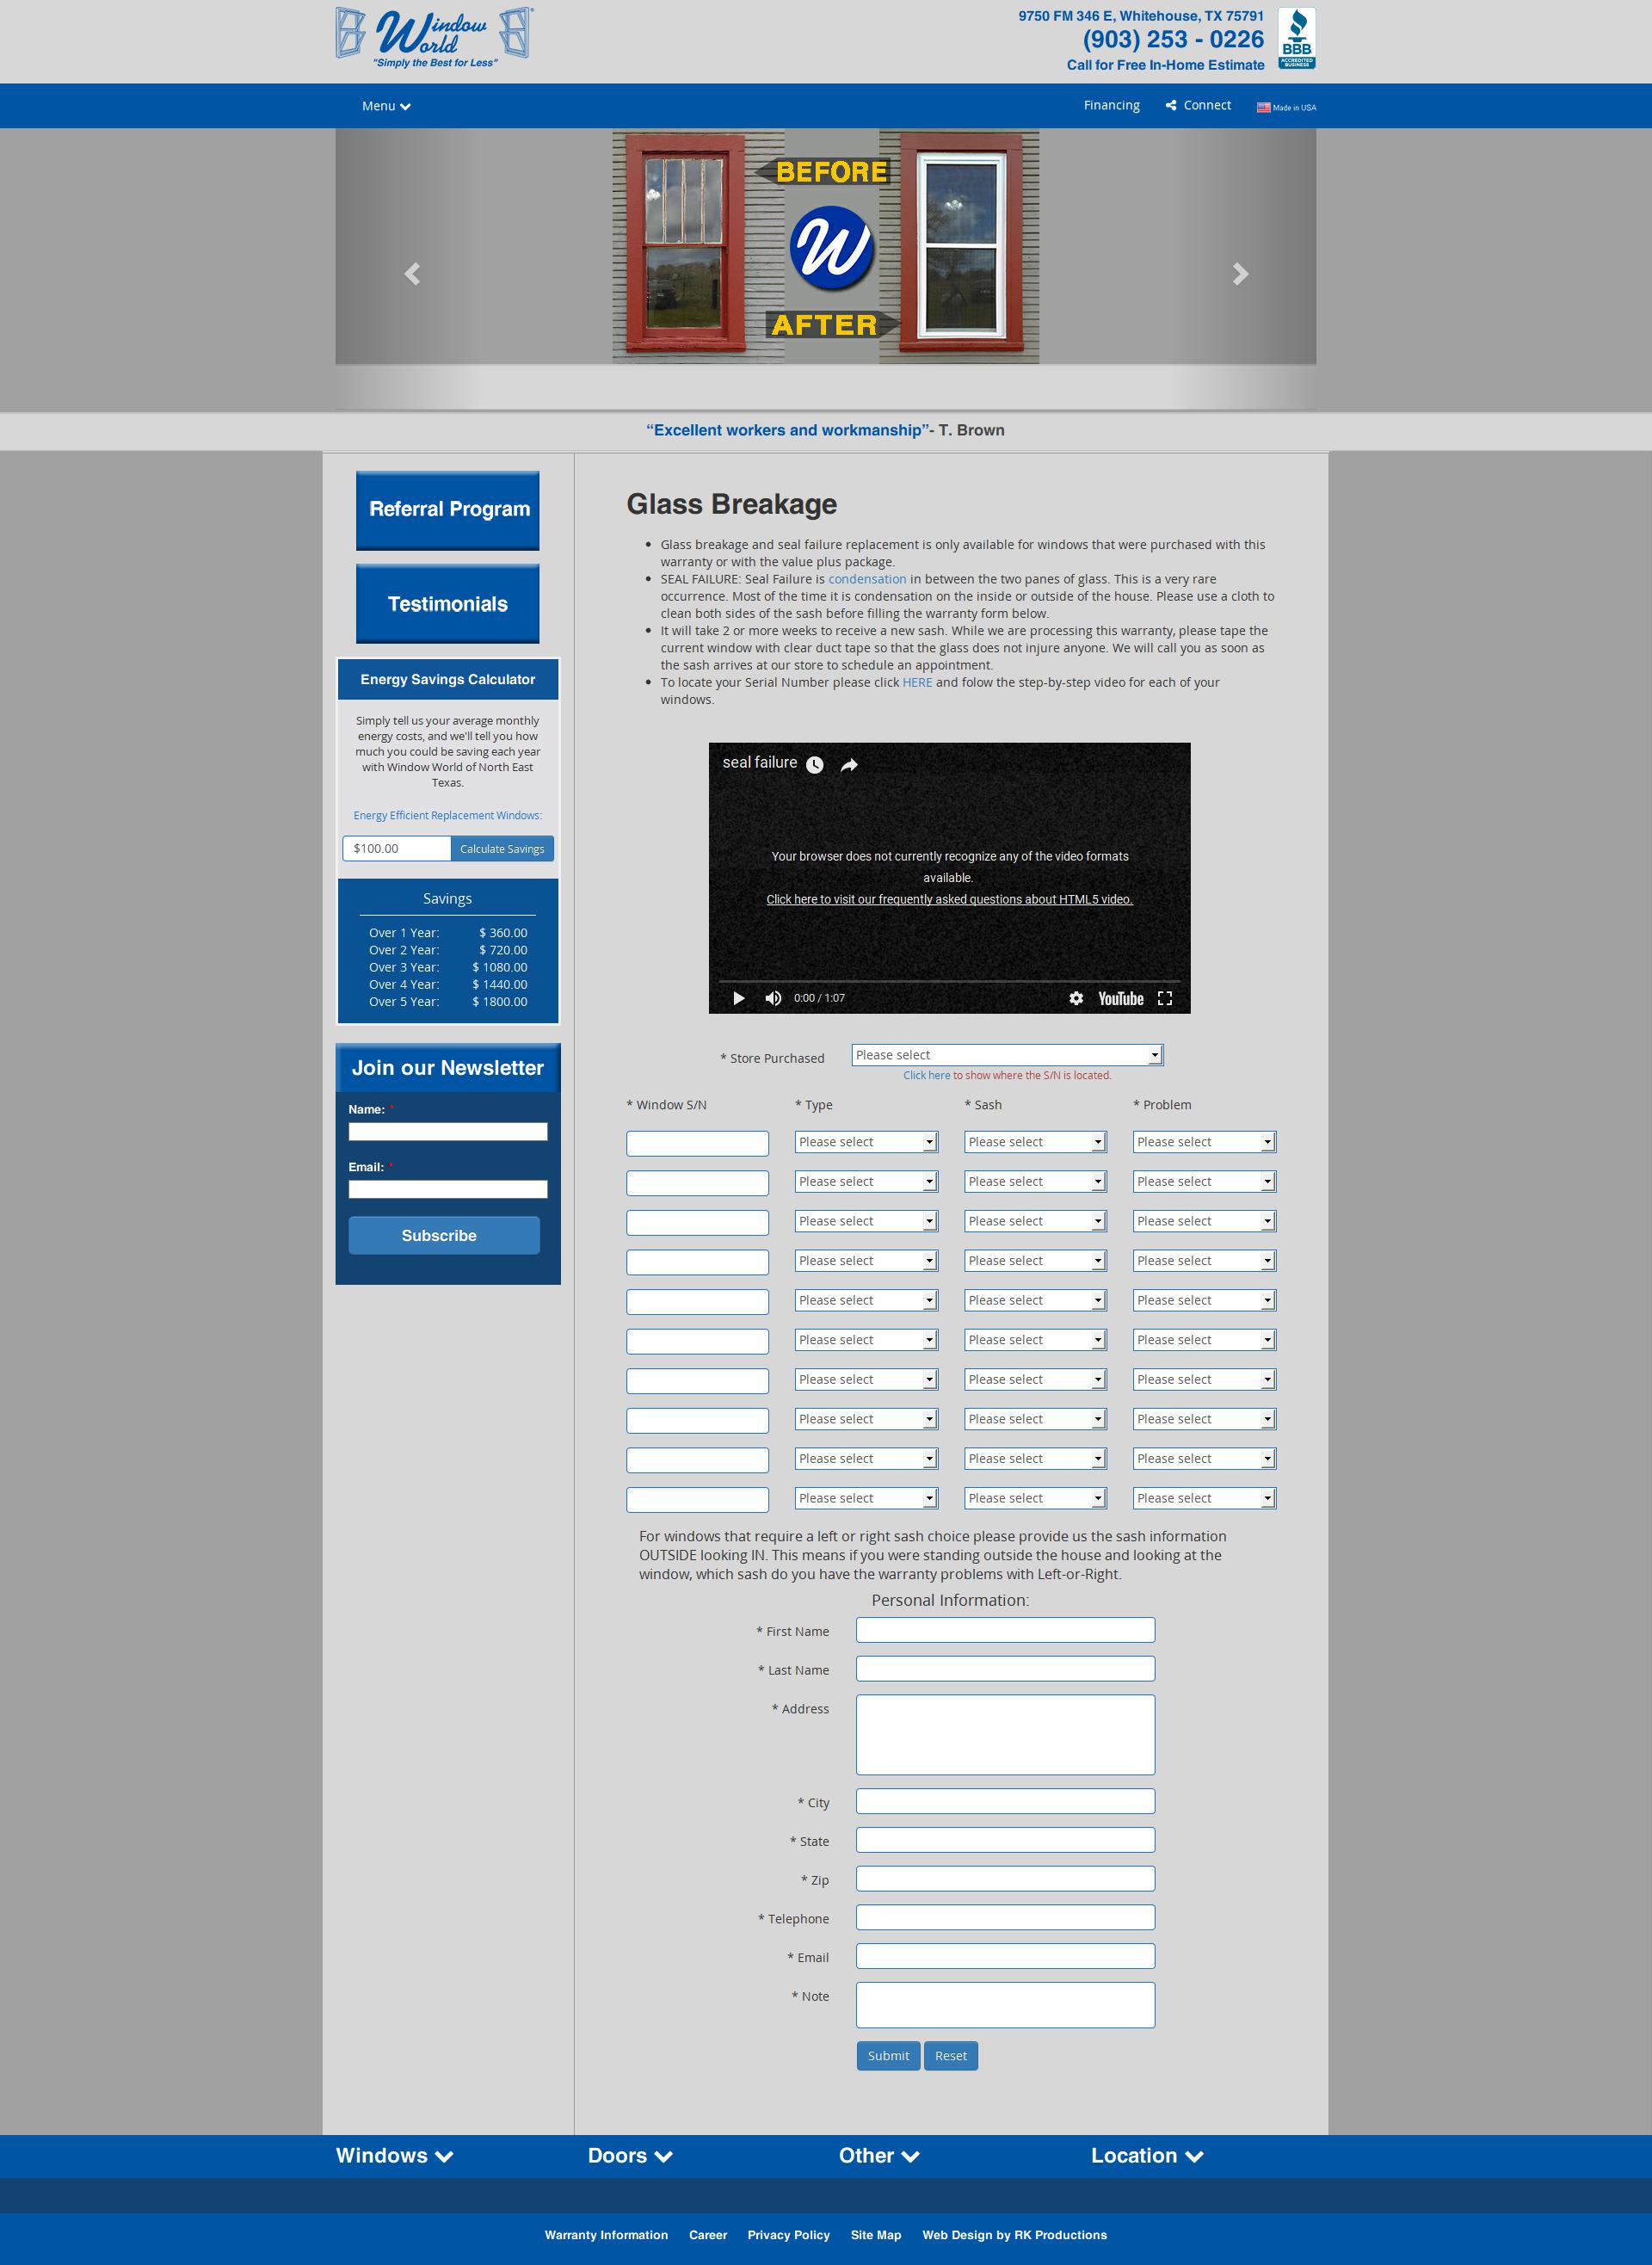 Window
World
"Simply the Best for Less"
9750 FM 346 E, Whitehouse, TX 75791
(903) 253 - 0226
Call for Free In-Home Estimate
BBB
ACCREDITED
BUSINESS
Menu
Financing
Connect
Made in USA
BEFORE
W
AFTER
“Excellent workers and workmanship”- T. Brown
Referral Program
Testimonials
Energy Savings Calculator
Simply tell us your average monthly
energy costs, and we'll tell you how
much you could be saving each year
with Window World of North East
Texas.
Energy Efficient Replacement Windows:
$100.00 Calculate Savings
Savings
Over 1 Year: $ 360.00
Over 2 Year: $ 720.00
Over 3 Year: $ 1080.00
Over 4 Year: $ 1440.00
Over 5 Year: $ 1800.00
Join our Newsletter
Name: *
Email: *
Subscribe
Glass Breakage
Glass breakage and seal failure replacement is only available for windows that were purchased with this
warranty or with the value plus package.
SEAL FAILURE: Seal Failure is condensation in between the two panes of glass. This is a very rare
occurrence. Most of the time it is condensation on the inside or outside of the house. Please use a cloth to
clean both sides of the sash before filling the warranty form below.
It will take 2 or more weeks to receive a new sash. While we are processing this warranty, please tape the
current window with clear duct tape so that the glass does not injure anyone. We will call you as soon as
the sash arrives at our store to schedule an appointment.
To locate your Serial Number please click HERE and folow the step-by-step video for each of your
windows.
seal failure
Your browser does not currently recognize any of the video formats
available.
Click here to visit our frequently asked questions about HTML5 video.
0:00 / 1:07
YouTube
* Store Purchased Please select
Click here to show where the S/N is located.
* Window S/N * Type * Sash * Problem
Please select Please select Please select
Please select Please select Please select
Please select Please select Please select
Please select Please select Please select
Please select Please select Please select
Please select Please select Please select
Please select Please select Please select
Please select Please select Please select
Please select Please select Please select
Please select Please select Please select
For windows that require a left or right sash choice please provide us the sash information
OUTSIDE looking IN. This means if you were standing outside the house and looking at the
window, which sash do you have the warranty problems with Left-or-Right.
Personal Information:
* First Name
* Last Name
* Address
* City
* State
* Zip
* Telephone
* Email
* Note
Submit Reset
Windows Doors Other Location
Warranty Information Career Privacy Policy Site Map Web Design by RK Productions